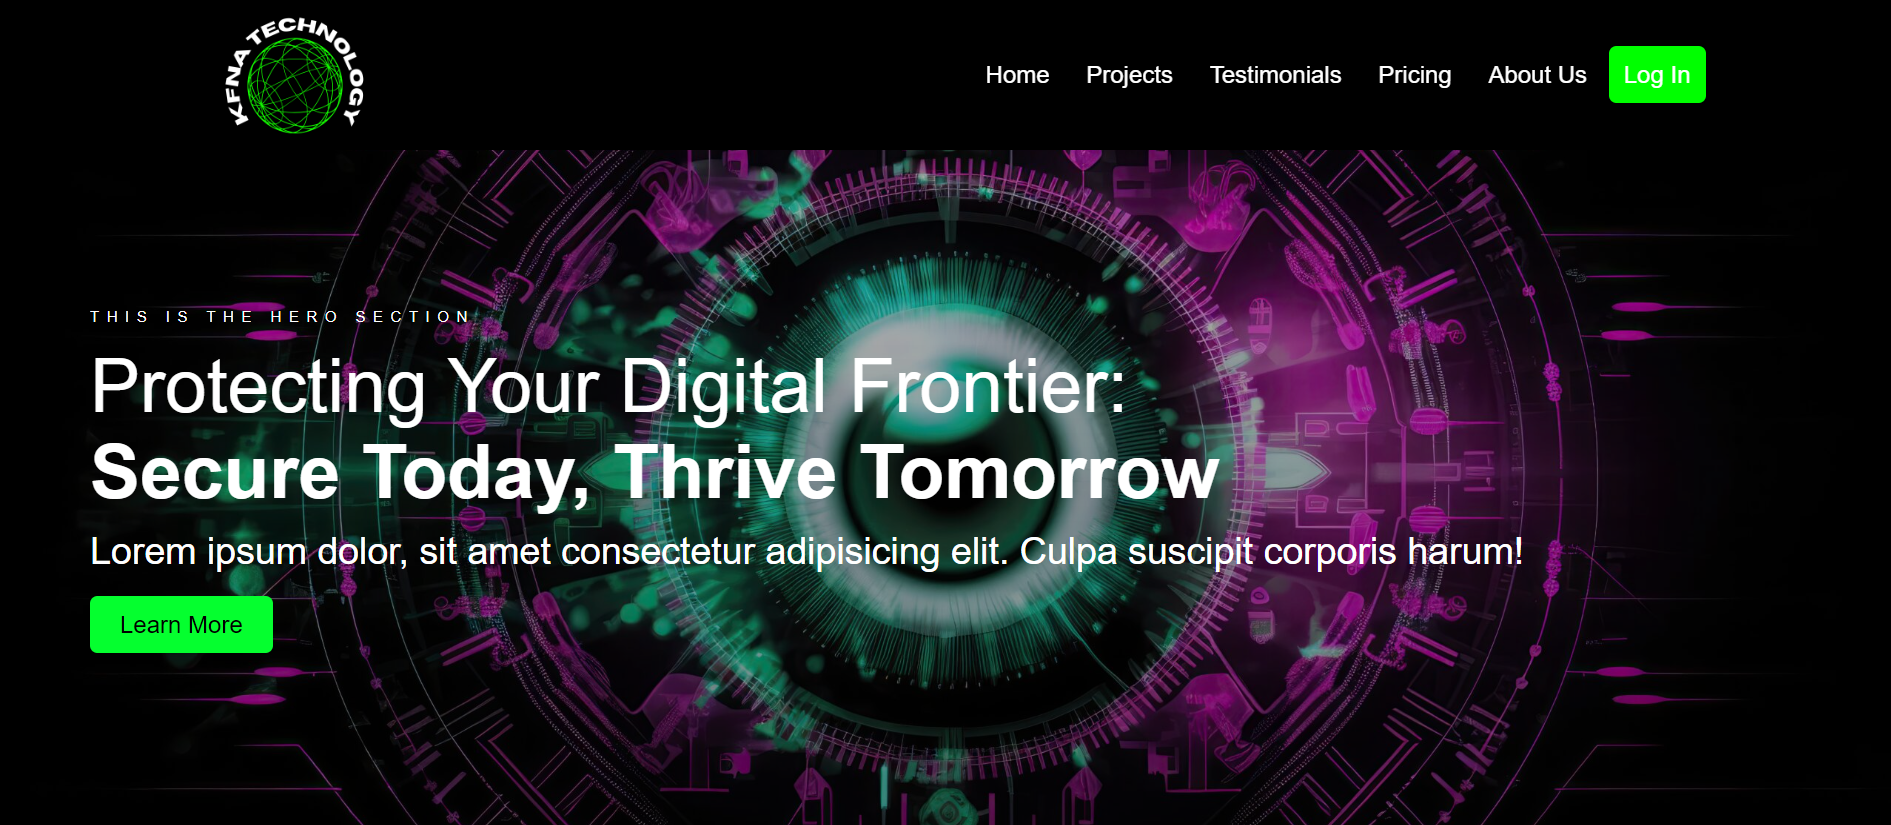 KFNA TECHNOLOGY
Home Projects Testimonials Pricing About Us Log In
THIS IS THE HERO SECTION
Protecting Your Digital Frontier:
Secure Today, Thrive Tomorrow
Lorem ipsum dolor, sit amet consectetur adipisicing elit. Culpa suscipit corporis harum!
Learn More